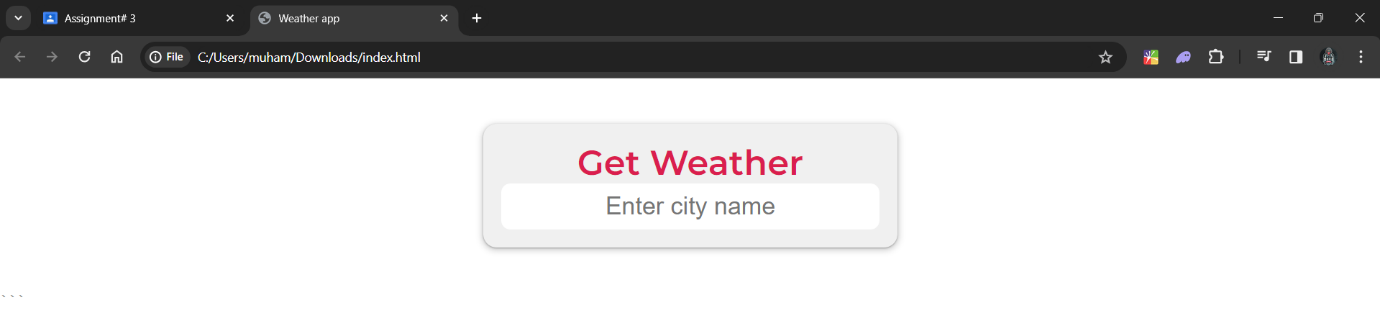 Assignment# 3
Weather app
File
C:/Users/muham/Downloads/index.html
Get Weather
Enter city name
```